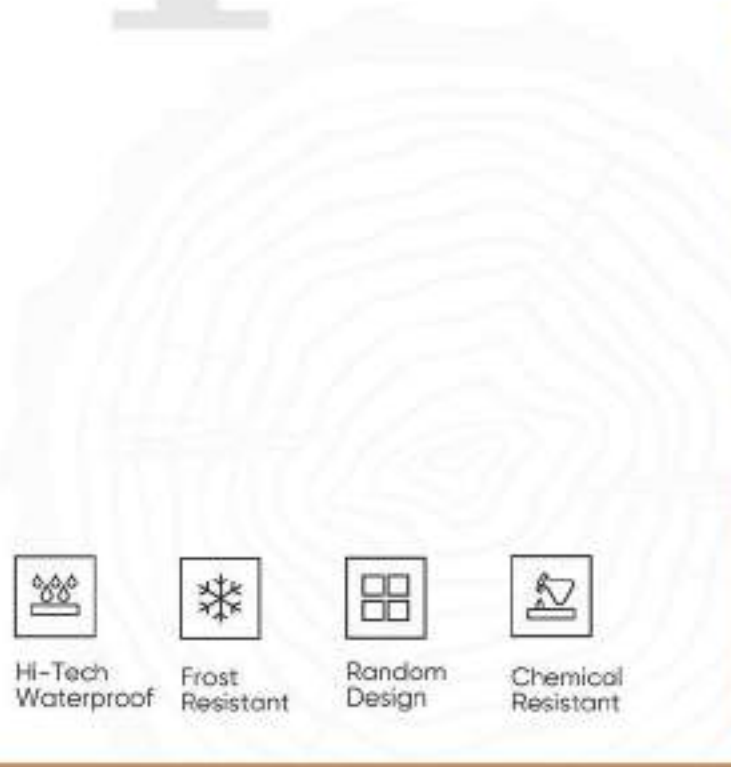 Hi-Tech
Waterproof
Frost
Resistant
Random
Design
Chemical
Resistant